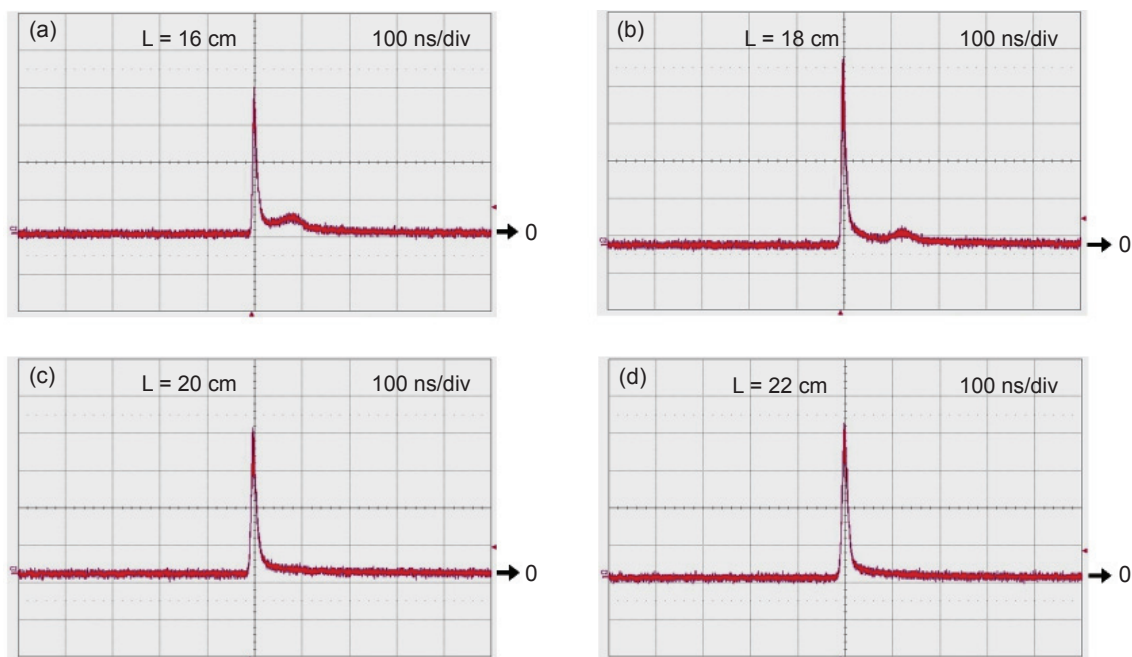 (a) L = 16 cm 100 ns/div
0
(b) L = 18 cm 100 ns/div
0
(c) L = 20 cm 100 ns/div
0
(d) L = 22 cm 100 ns/div
0